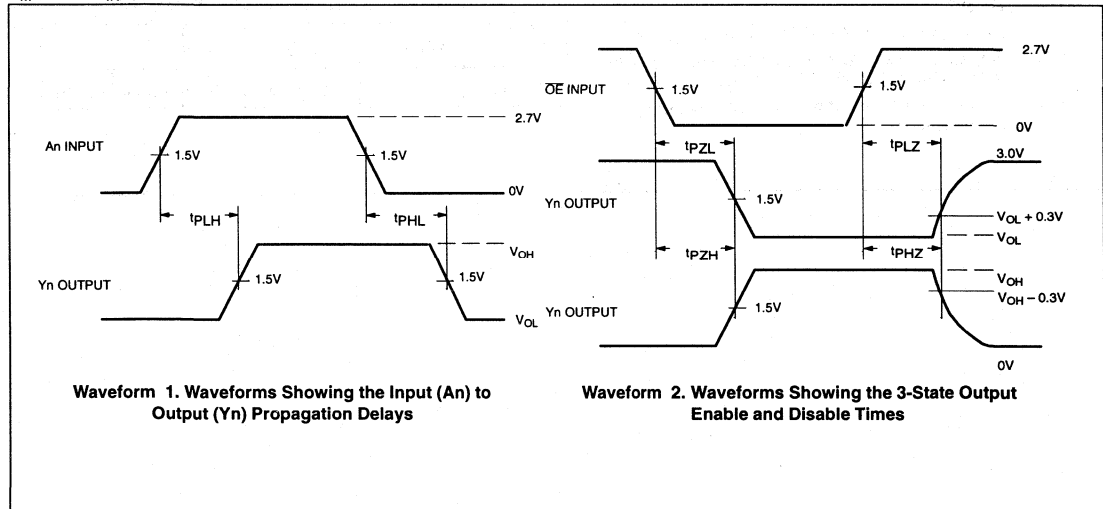 An INPUT
1.5V
1.5V
2.7V
0V
tPLH
tPHL
Yn OUTPUT
1.5V
1.5V
VOH
VOL
Waveform 1. Waveforms Showing the Input (An) to
Output (Yn) Propagation Delays
2.7V
OE INPUT
1.5V
1.5V
0V
tPZL
tPLZ
3.0V
Yn OUTPUT
1.5V
VOL + 0.3V
VOL
tPZH
tPHZ
VOH
VOH – 0.3V
Yn OUTPUT
1.5V
0V
Waveform 2. Waveforms Showing the 3-State Output
Enable and Disable Times